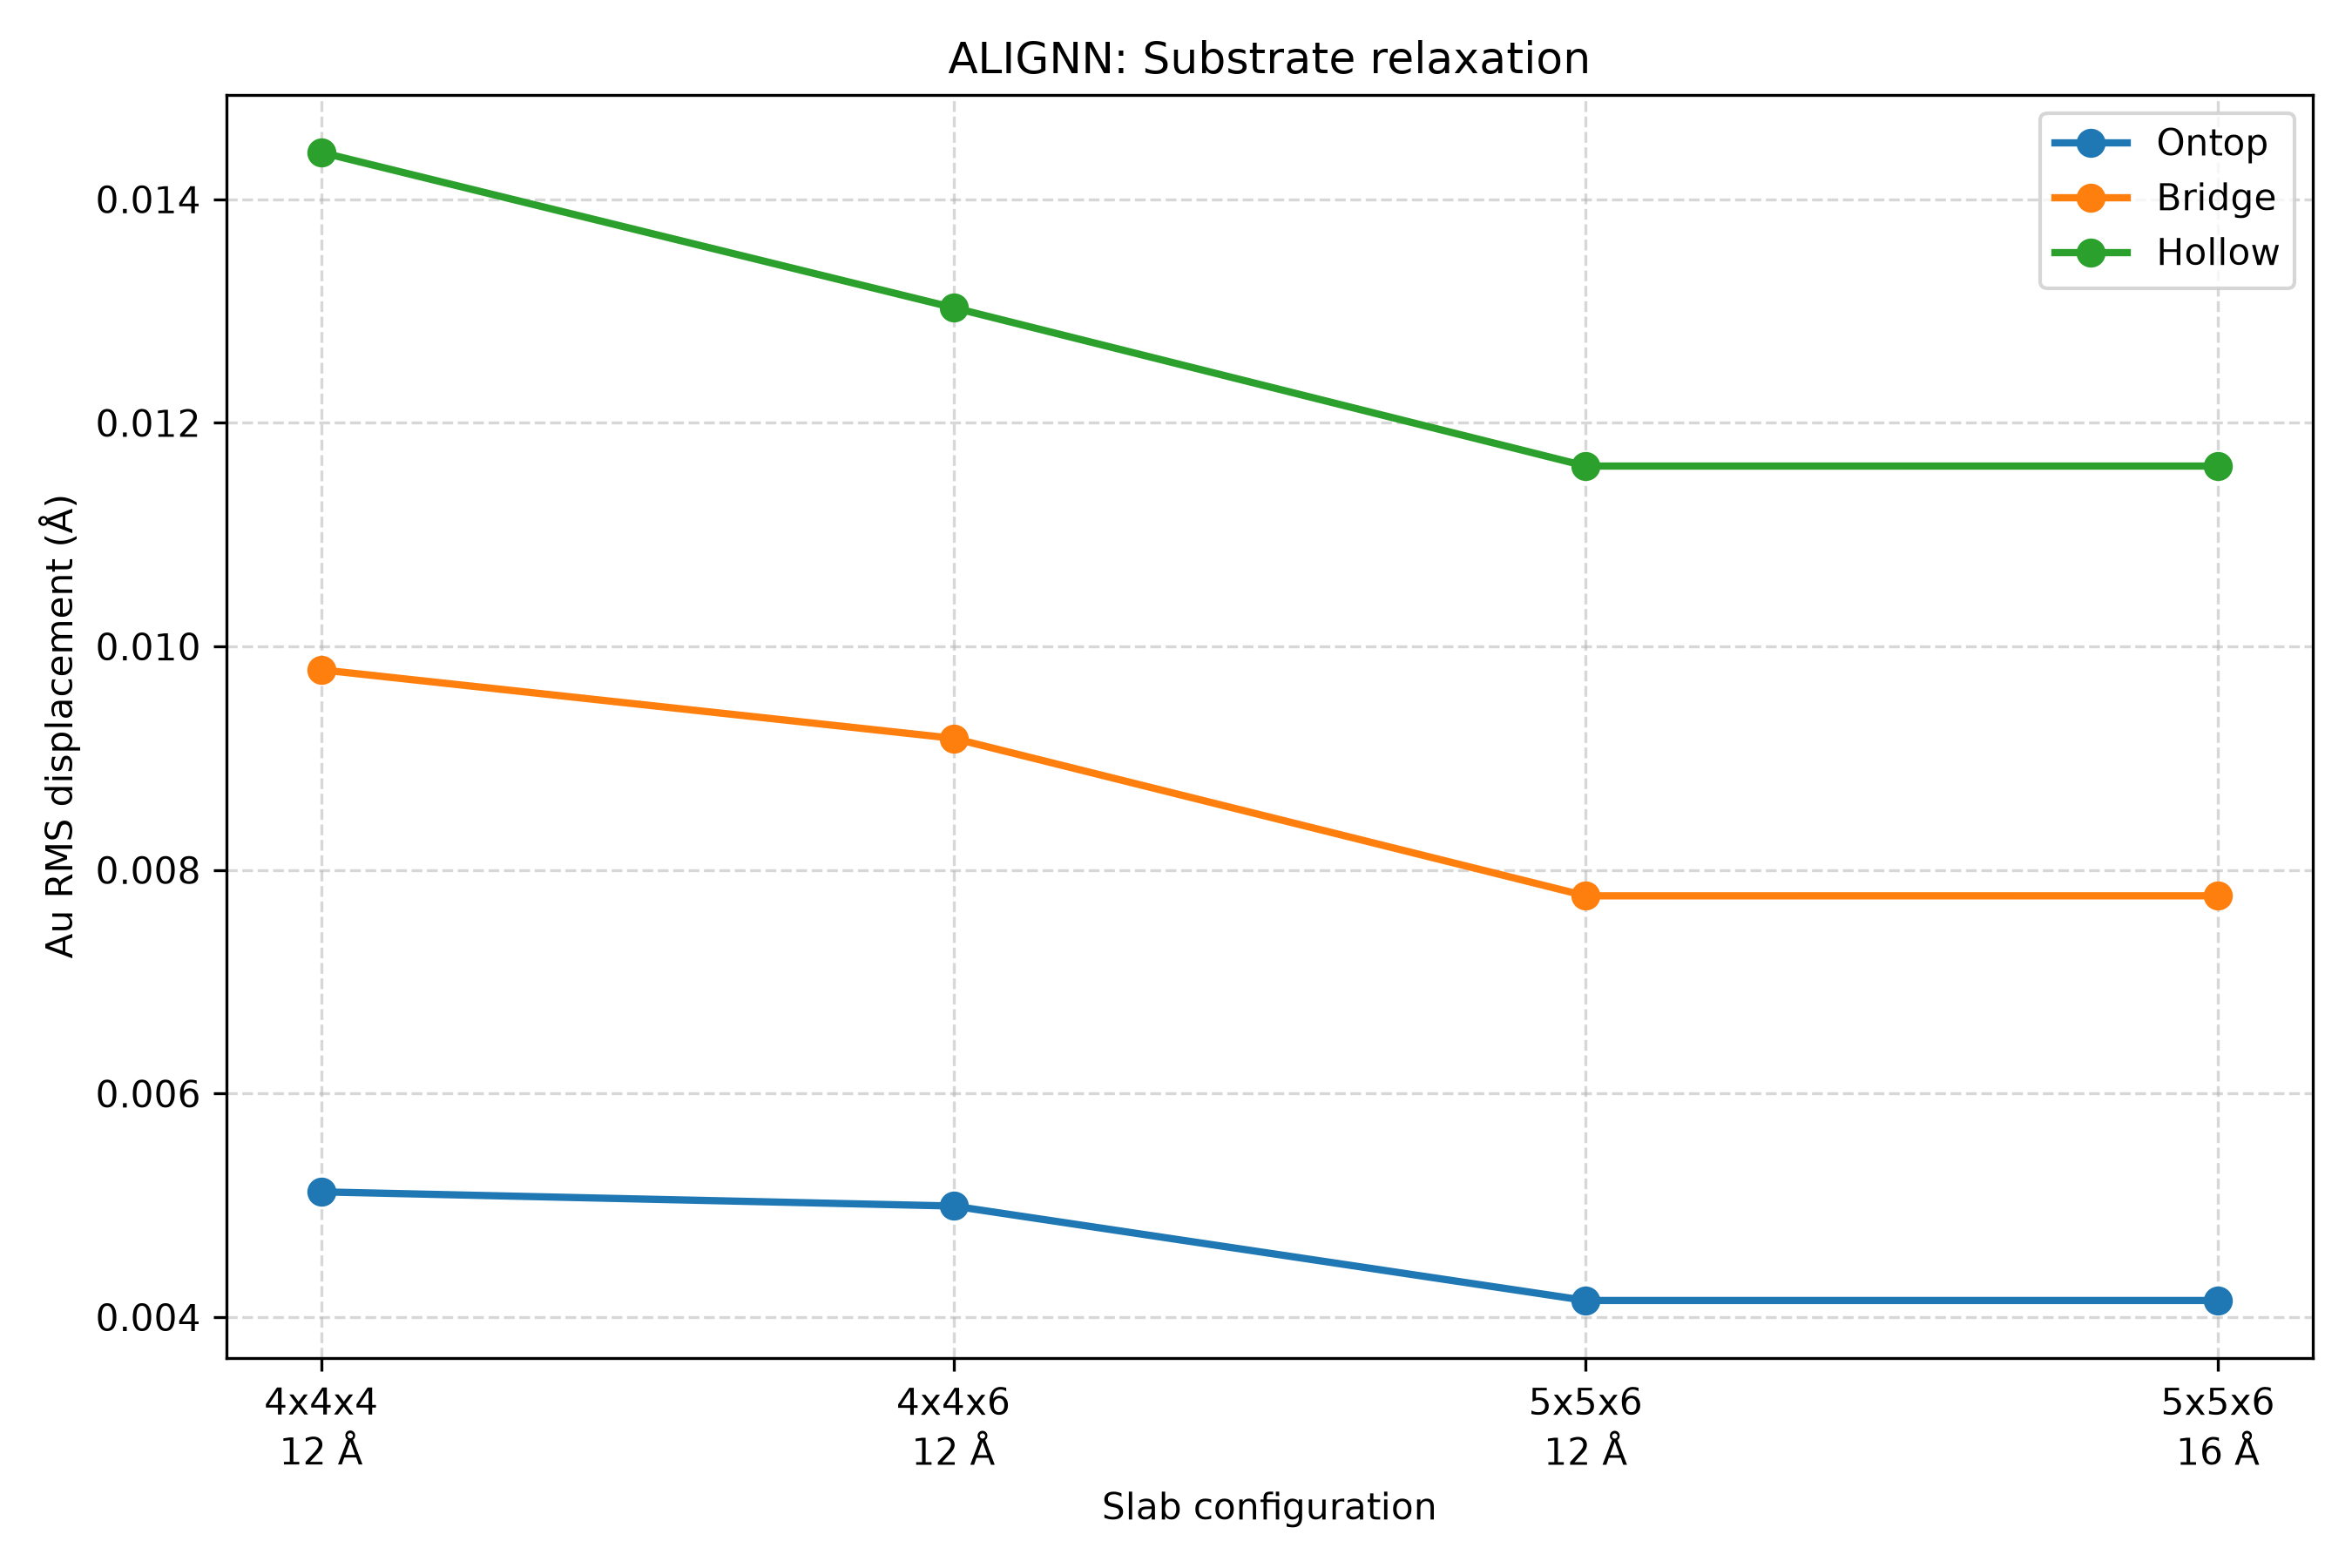 ALIGNN: Substrate relaxation
Ontop
Bridge
Hollow
Au RMS displacement (Å)
0.014
0.012
0.010
0.008
0.006
0.004
4x4x4
12 Å
4x4x6
12 Å
5x5x6
12 Å
5x5x6
16 Å
Slab configuration